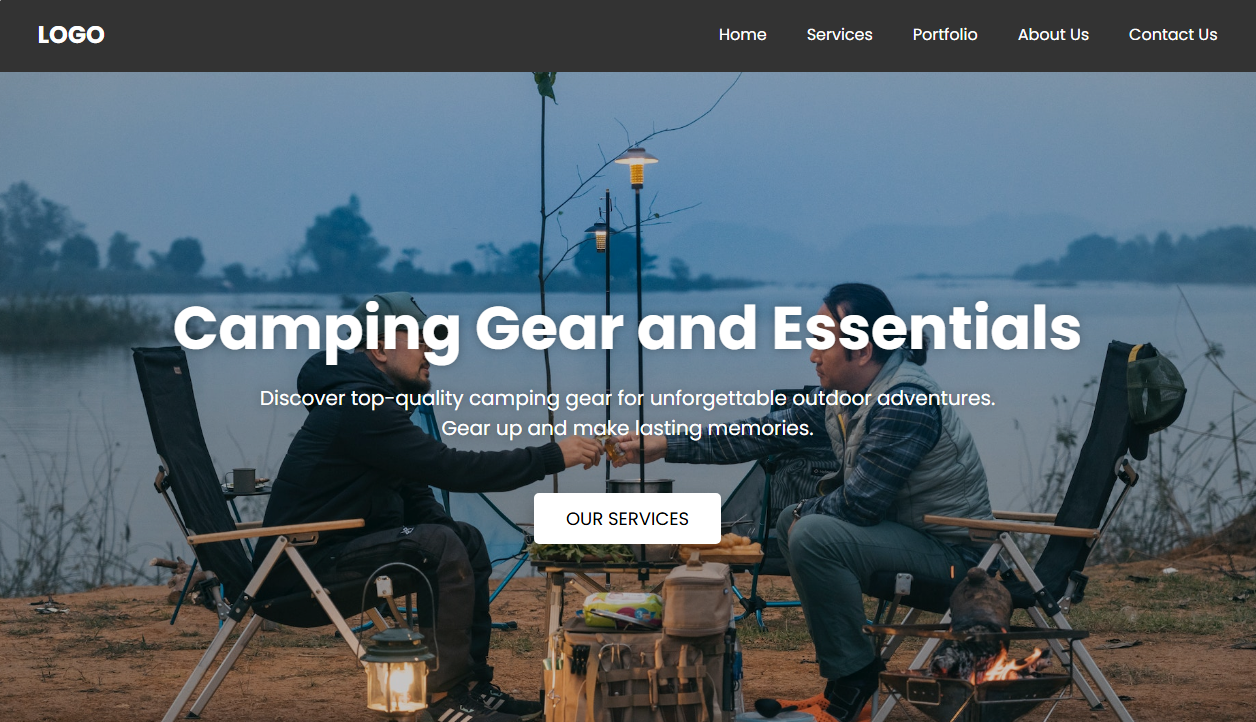 LOGO
Home Services Portfolio About Us Contact Us
Camping Gear and Essentials
Discover top-quality camping gear for unforgettable outdoor adventures.
Gear up and make lasting memories.
OUR SERVICES